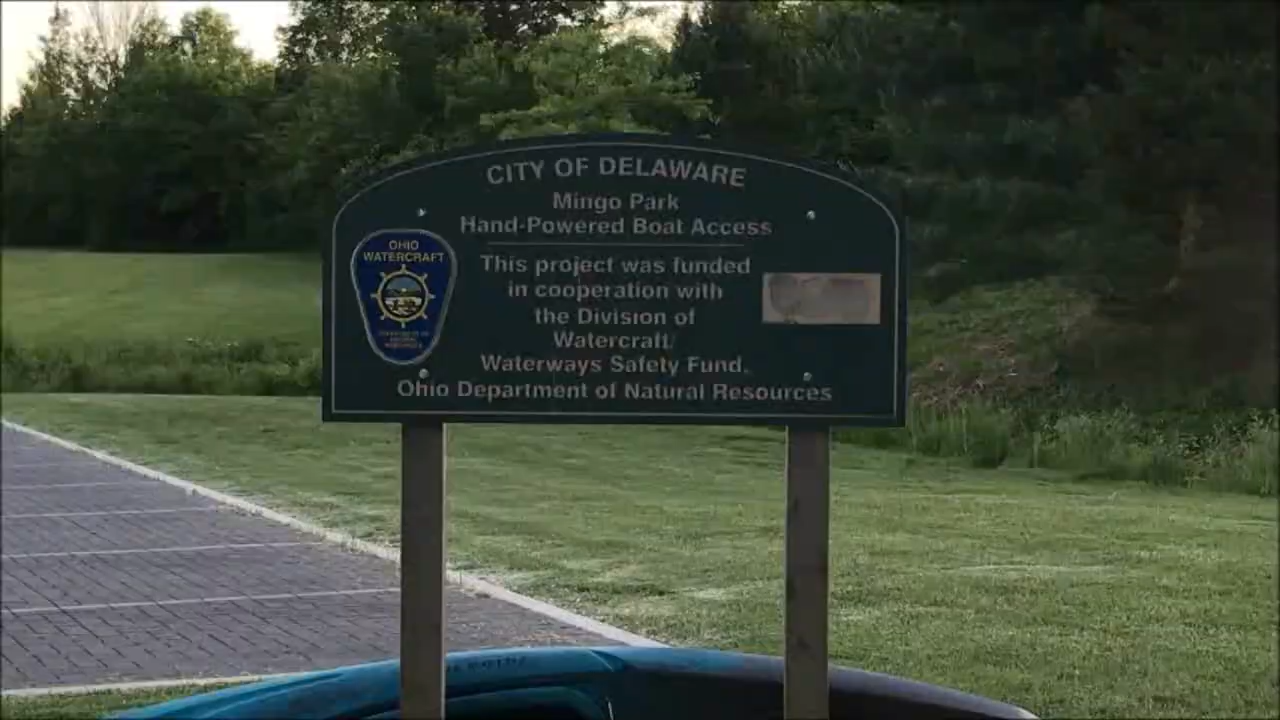 CITY OF DELAWARE
Mingo Park
Hand-Powered Boat Access
OHIO
WATERCRAFT
This project was funded
in cooperation with
the Division of
Watercraft/
Waterways Safety Fund.
Ohio Department of Natural Resources